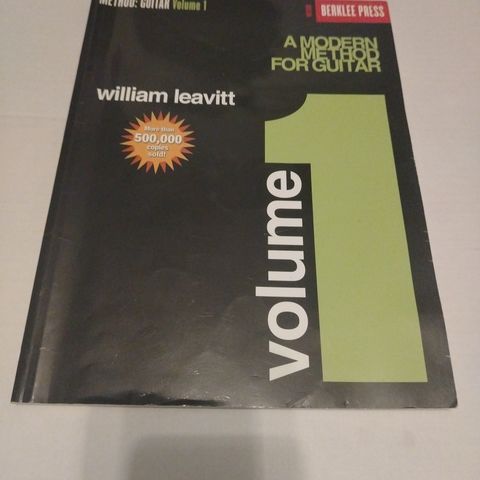 METHOD: GUITAR Volume 1
BERKLEE PRESS
A MODERN
METHOD
FOR GUITAR
william leavitt
More than
500,000
copies
sold!
volume
1